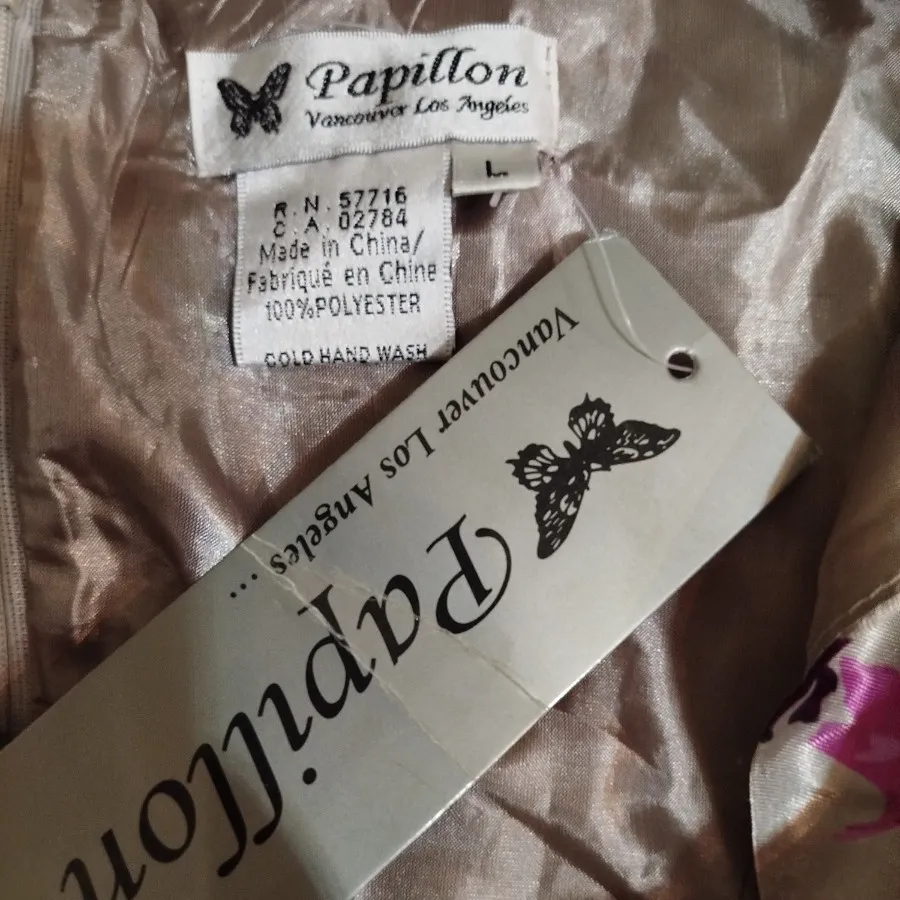 Papillon
Vancouver Los Angeles
L
R.N. 57716
C.A. 02784
Made in China/
Fabriqué en Chine
100%POLYESTER
COLD HAND WASH
Vancouver Los Angeles ...
Papillon